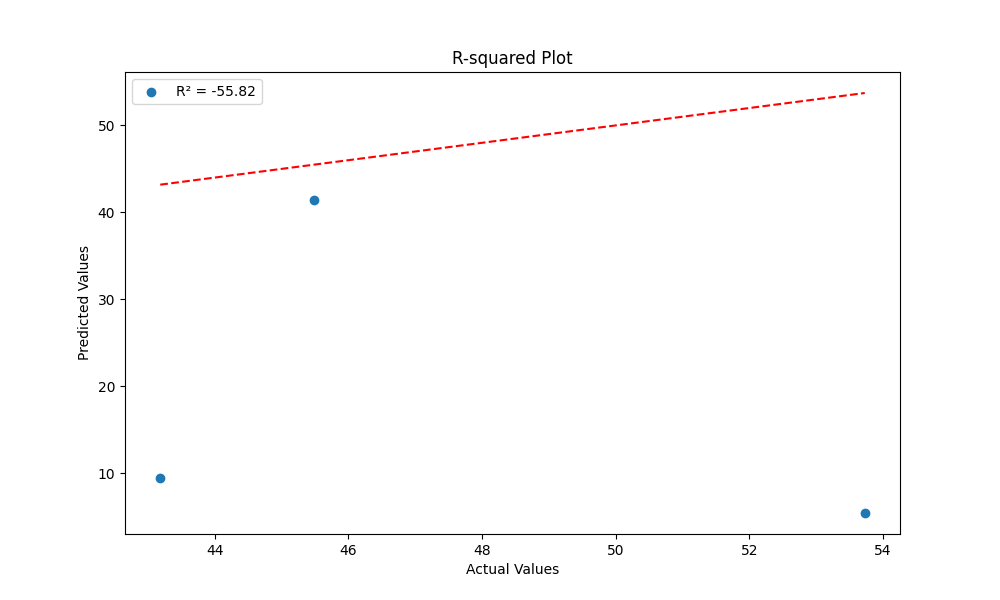 R-squared Plot
R² = -55.82
Predicted Values
50
40
30
20
10
44 46 48 50 52 54
Actual Values